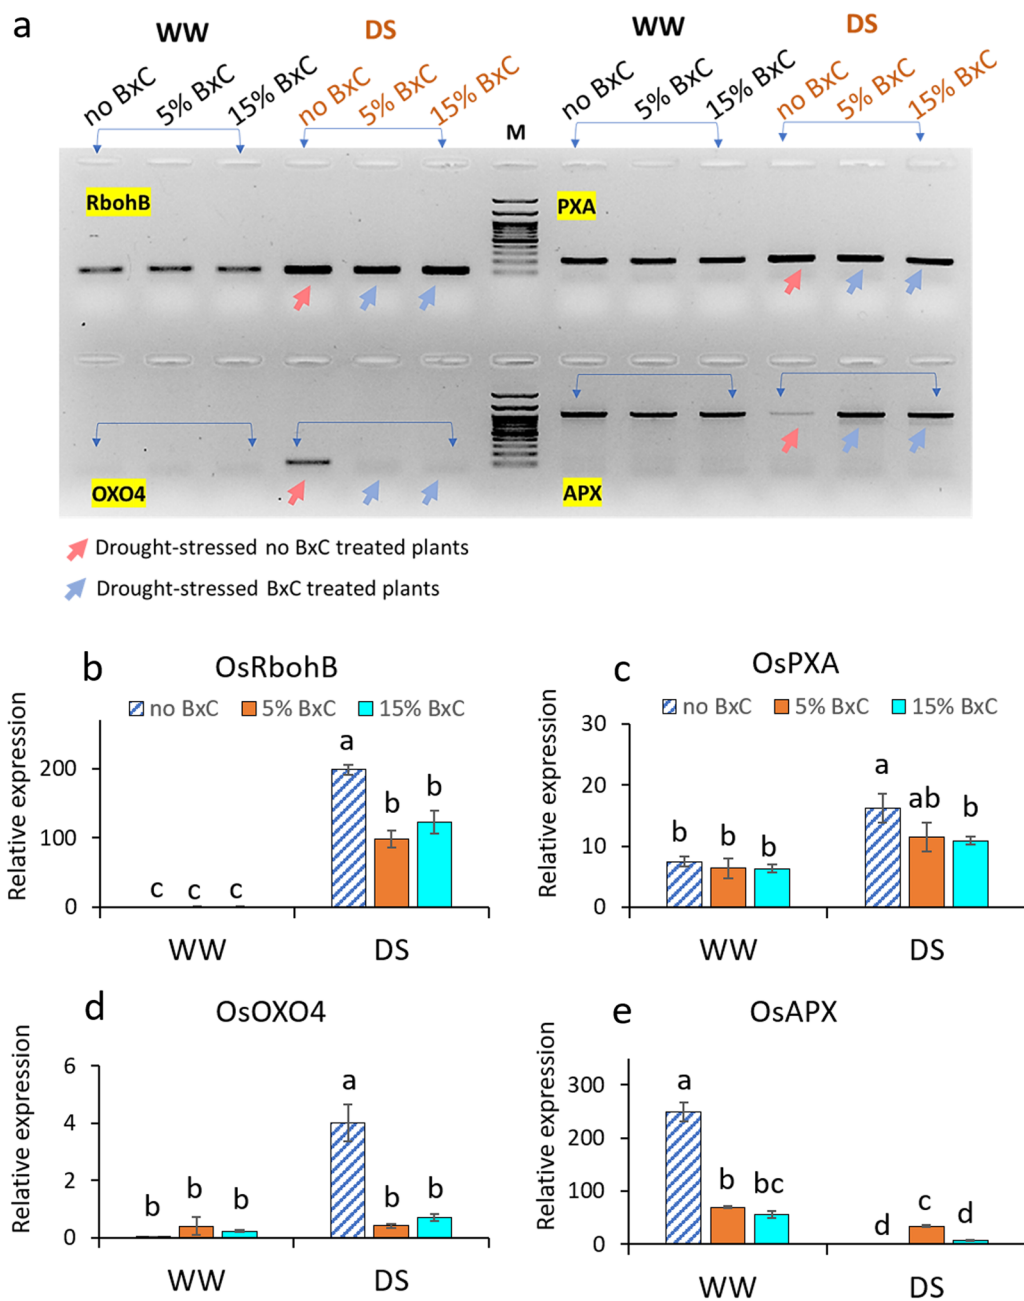 a
WW DS WW DS
no BxC 5% BxC 15% BxC no BxC 5% BxC 15% BxC M no BxC 5% BxC 15% BxC no BxC 5% BxC 15% BxC
RbohB PXA
OXO4 APX
Drought-stressed no BxC treated plants
Drought-stressed BxC treated plants
b OsRbohB
no BxC 5% BxC 15% BxC
Relative expression
200
100
0
c c c a b b
WW DS
c OsPXA
no BxC 5% BxC 15% BxC
Relative expression
30
20
10
0
b b b a ab b
WW DS
d OsOXO4
Relative expression
6
4
2
0
b b b a b b
WW DS
e OsAPX
Relative expression
300
200
100
0
a b bc d c d
WW DS